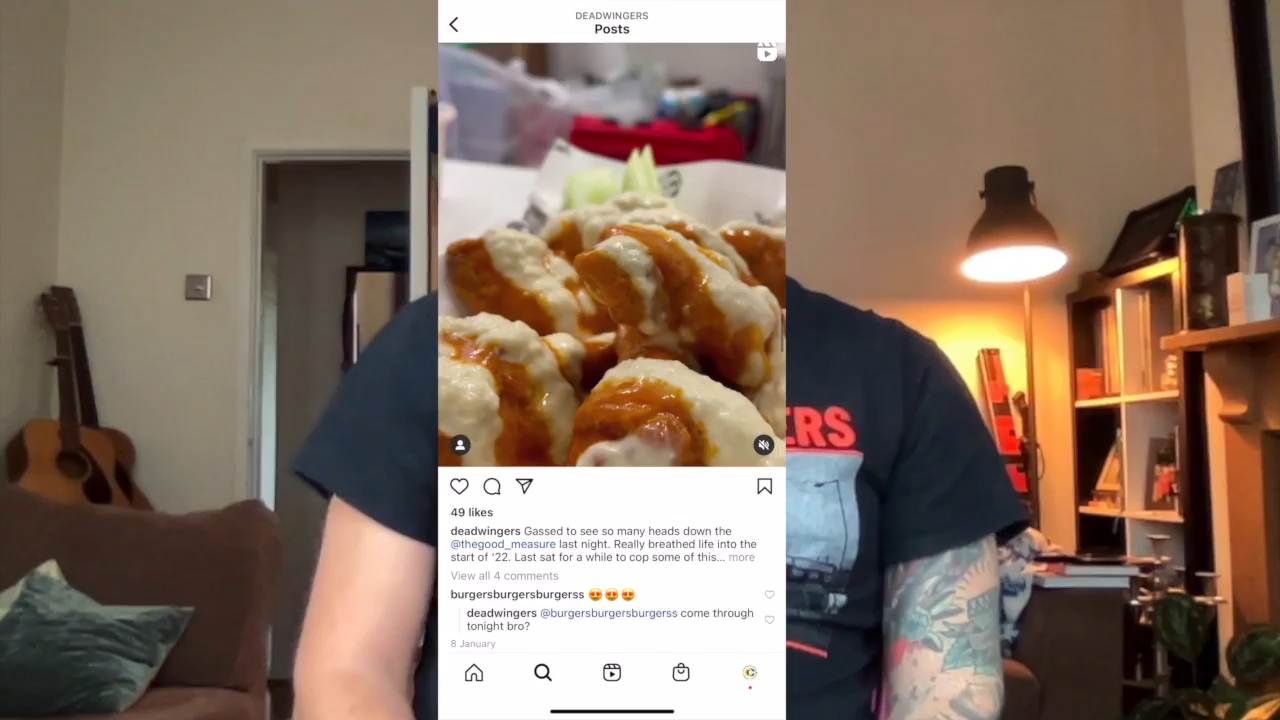 DEADWINGERS
Posts
49 likes
deadwingers Gassed to see so many heads down the
@thegood_measure last night. Really breathed life into the
start of ‘22. Last sat for a while to cop some of this... more
View all 4 comments
burgersburgersburgerss 😍😍😍
deadwingers @burgersburgersburgerss come through
tonight bro?
8 January
ERS